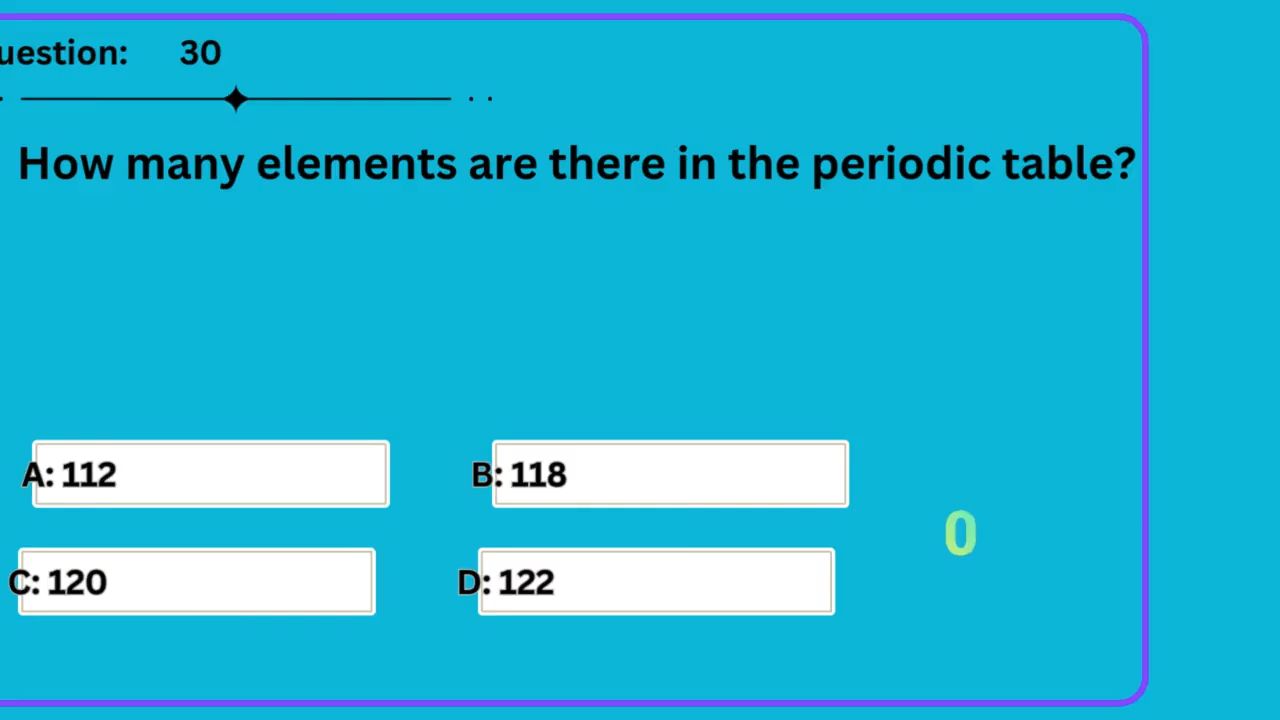 uestion: 30
How many elements are there in the periodic table?
A: 112
B: 118
0
C: 120
D: 122